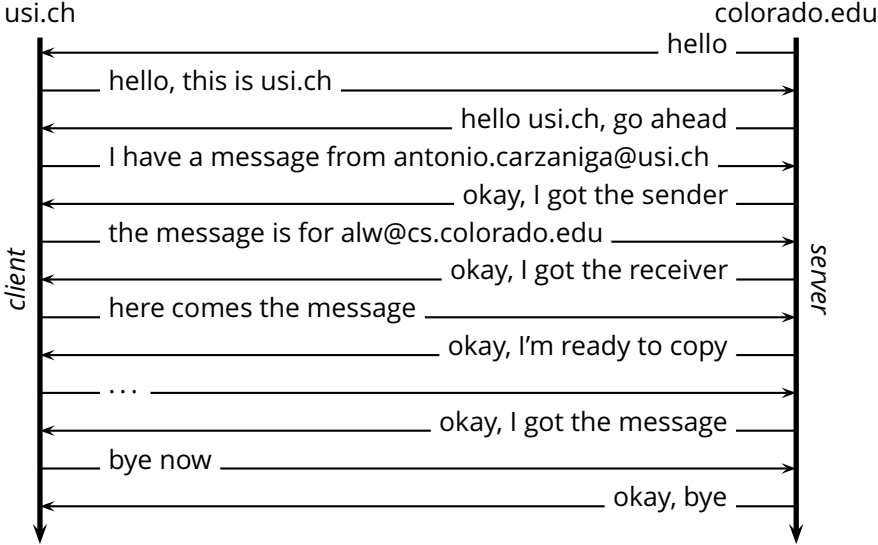 usi.ch
colorado.edu
hello
hello, this is usi.ch
hello usi.ch, go ahead
I have a message from antonio.carzaniga@usi.ch
okay, I got the sender
the message is for alw@cs.colorado.edu
okay, I got the receiver
client
server
here comes the message
okay, I’m ready to copy
. . .
okay, I got the message
bye now
okay, bye